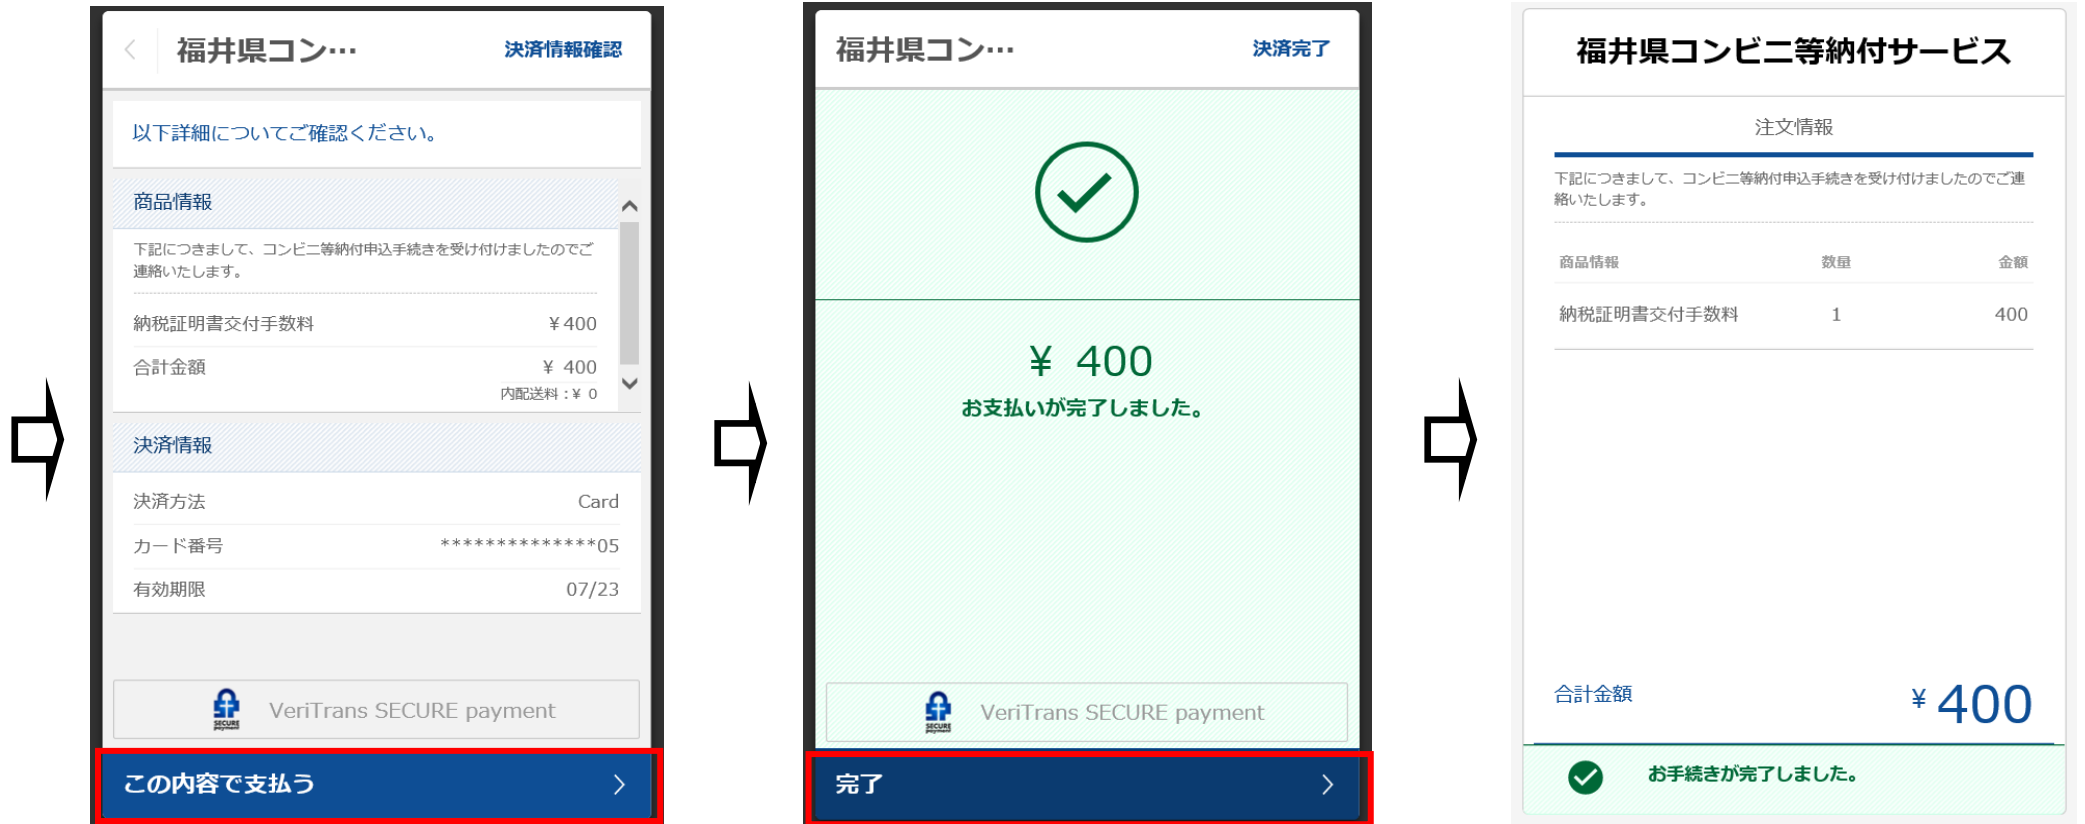 福井県コン…
決済情報確認
以下詳細についてご確認ください。
商品情報
下記につきまして、コンビニ等納付申込手続きを受け付けましたのでご
連絡いたします。
納税証明書交付手数料 ¥400
合計金額 ¥ 400
内配送料:¥ 0
決済情報
決済方法 Card
カード番号 **************05
有効期限 07/23
SECURE
payment
VeriTrans SECURE payment
この内容で支払う
福井県コン…
決済完了
¥ 400
お支払いが完了しました。
SECURE
payment
VeriTrans SECURE payment
完了
福井県コンビニ等納付サービス
注文情報
下記につきまして、コンビニ等納付申込手続きを受け付けましたのでご連
絡いたします。
商品情報 数量 金額
納税証明書交付手数料 1 400
合計金額 ¥ 400
お手続きが完了しました。